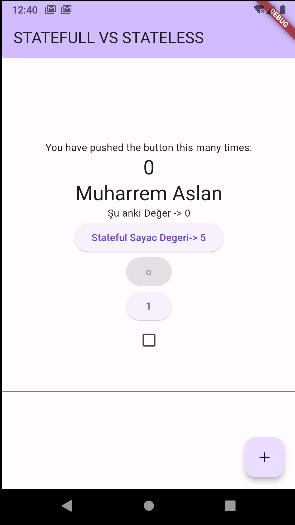 12:40
DEBUG
STATEFULL VS STATELESS
You have pushed the button this many times:
0
Muharrem Aslan
Şu anki Değer -> 0
Stateful Sayac Degeri-> 5
0
1
+